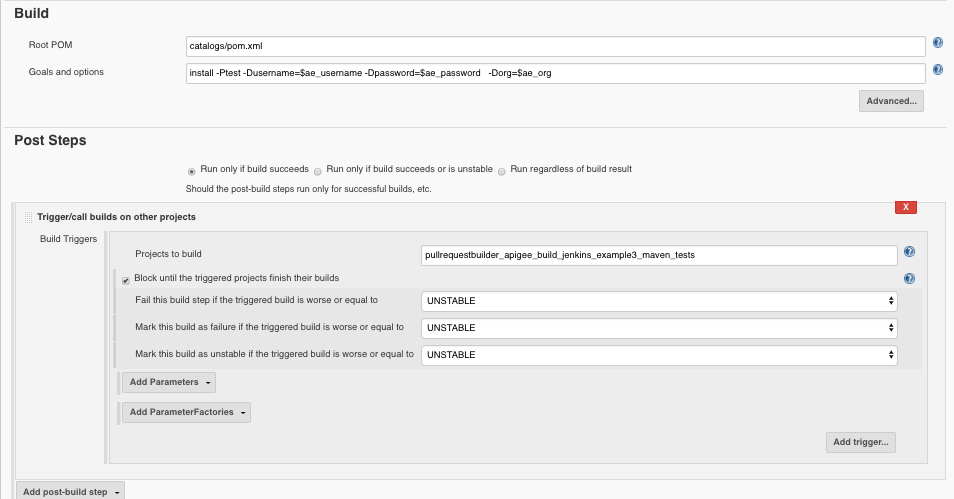 Build
Root POM
catalogs/pom.xml
Goals and options
install -Ptest -Dusername=$ae_username -Dpassword=$ae_password -Dorg=$ae_org
Advanced...
Post Steps
Run only if build succeeds Run only if build succeeds or is unstable Run regardless of build result
Should the post-build steps run only for successful builds, etc.
X
Trigger/call builds on other projects
Build Triggers
Projects to build
pullrequestbuilder_apigee_build_jenkins_example3_maven_tests
Block until the triggered projects finish their builds
Fail this build step if the triggered build is worse or equal to
UNSTABLE
Mark this build as failure if the triggered build is worse or equal to
UNSTABLE
Mark this build as unstable if the triggered build is worse or equal to
UNSTABLE
Add Parameters
Add ParameterFactories
Add trigger...
Add post-build step